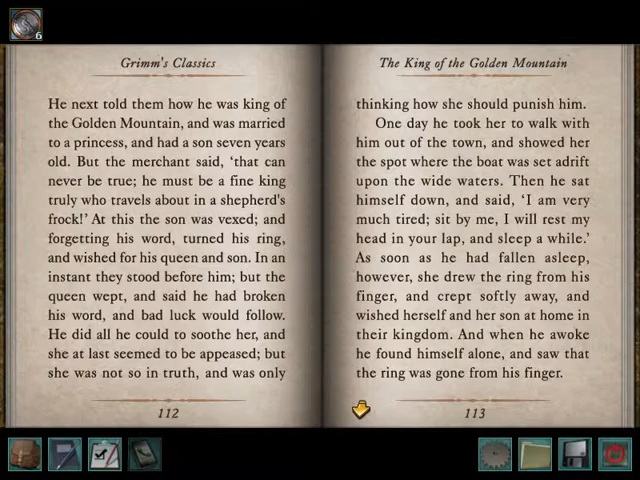 6
Grimm's Classics
He next told them how he was king of
the Golden Mountain, and was married
to a princess, and had a son seven years
old. But the merchant said, ‘that can
never be true; he must be a fine king
truly who travels about in a shepherd's
frock!’ At this the son was vexed; and
forgetting his word, turned his ring,
and wished for his queen and son. In an
instant they stood before him; but the
queen wept, and said he had broken
his word, and bad luck would follow.
He did all he could to soothe her, and
she at last seemed to be appeased; but
she was not so in truth, and was only
112
The King of the Golden Mountain
thinking how she should punish him.
One day he took her to walk with
him out of the town, and showed her
the spot where the boat was set adrift
upon the wide waters. Then he sat
himself down, and said, ‘I am very
much tired; sit by me, I will rest my
head in your lap, and sleep a while.’
As soon as he had fallen asleep,
however, she drew the ring from his
finger, and crept softly away, and
wished herself and her son at home in
their kingdom. And when he awoke
he found himself alone, and saw that
the ring was gone from his finger.
113